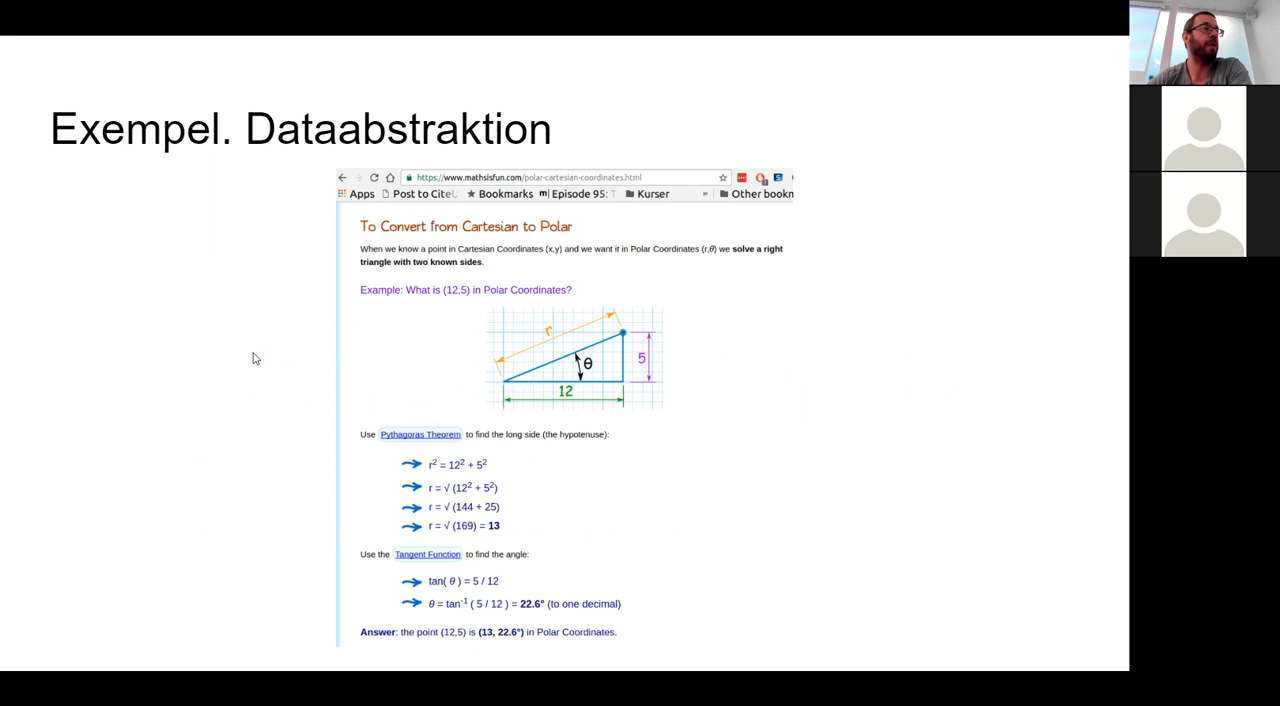 Exempel. Dataabstraktion
https://www.mathsisfun.com/polar-cartesian-coordinates.html
Apps Post to CiteU Bookmarks m| Episode 95: Kurser » Other bookm
To Convert from Cartesian to Polar
When we know a point in Cartesian Coordinates (x,y) and we want it in Polar Coordinates (r,θ) we solve a right
triangle with two known sides.
Example: What is (12,5) in Polar Coordinates?
r
θ
5
12
Use Pythagoras Theorem to find the long side (the hypotenuse):
r² = 12² + 5²
r = √ (12² + 5²)
r = √ (144 + 25)
r = √ (169) = 13
Use the Tangent Function to find the angle:
tan( θ ) = 5 / 12
θ = tan⁻¹ ( 5 / 12 ) = 22.6° (to one decimal)
Answer: the point (12,5) is (13, 22.6°) in Polar Coordinates.